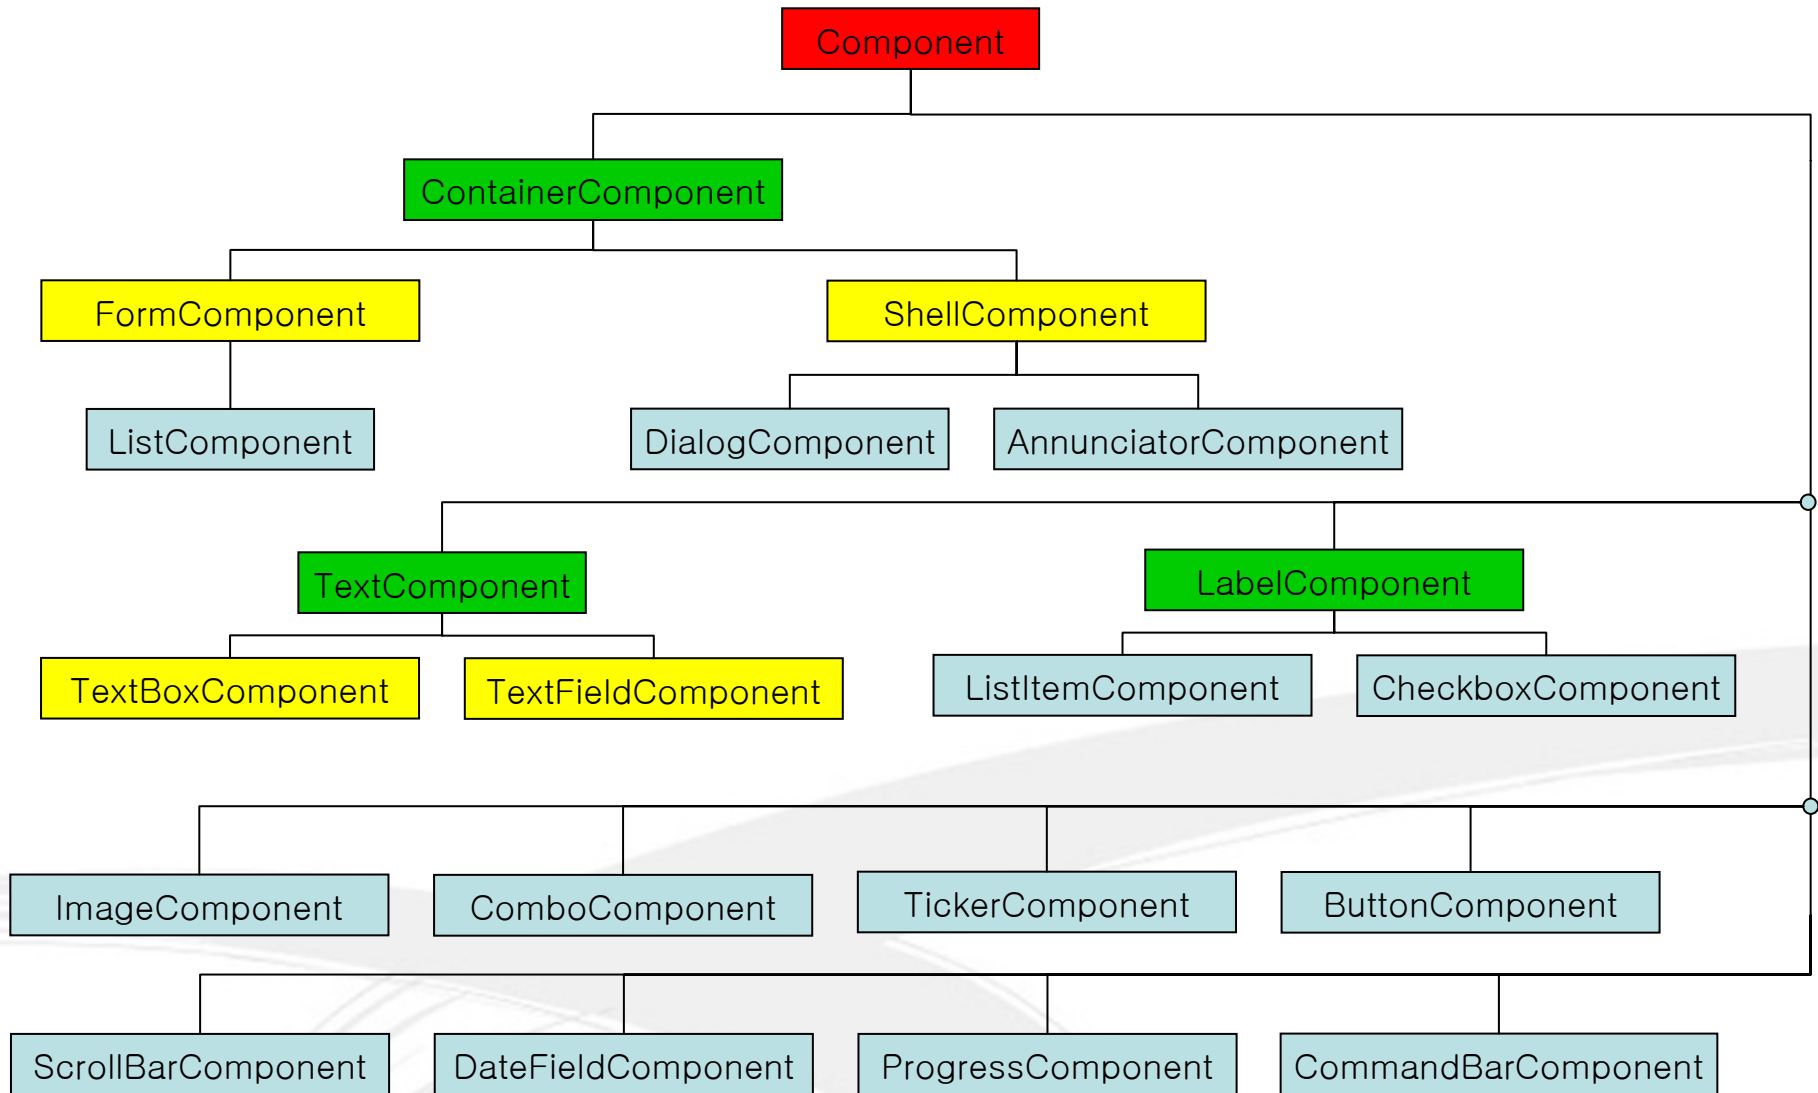 Component
ContainerComponent
FormComponent
ShellComponent
ListComponent
DialogComponent
AnnunciatorComponent
TextComponent
LabelComponent
TextBoxComponent
TextFieldComponent
ListItemComponent
CheckboxComponent
ImageComponent
ComboComponent
TickerComponent
ButtonComponent
ScrollBarComponent
DateFieldComponent
ProgressComponent
CommandBarComponent